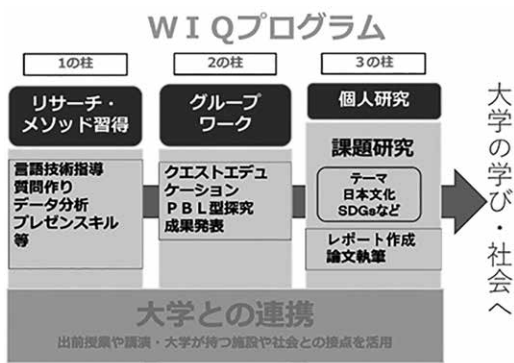 ＷＩＱプログラム
1の柱
リサーチ・
メソッド習得
言語技術指導
質問作り
データ分析
プレゼンスキル
等
2の柱
グループ
ワーク
クエストエデュ
ケーション
ＰＢＬ型探究
成果発表
3の柱
個人研究
課題研究
テーマ
日本文化
SDGsなど
レポート作成
論文執筆
大学の学び・社会へ
大学との連携
出前授業や講演・大学が持つ施設や社会との接点を活用